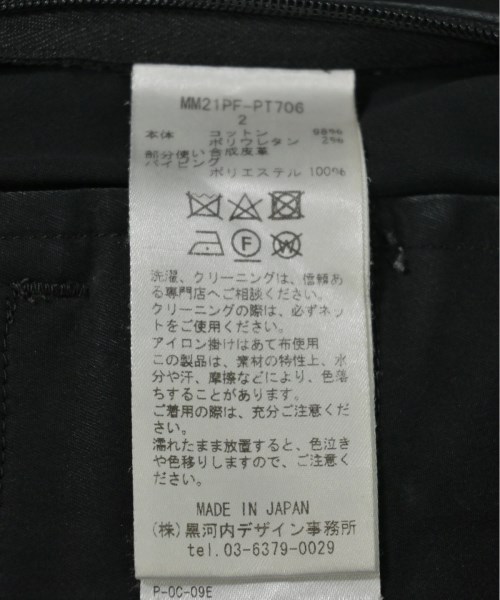 MM21PF-PT706
2
本体 コットン 98%
ポリウレタン 2%
部分使い 合成皮革
パイピング
ポリエステル 100%
F W
洗濯、クリーニングは、信頼あ
る専門店へご相談ください。
クリーニングの際は、必ずネッ
トをご使用ください。
アイロン掛けはあて布使用
この製品は、素材の特性上、水
分や汗、摩擦などにより、色落
ちすることがあります。
ご着用の際は、充分ご注意くだ
さい。
濡れたまま放置すると、色泣き
や色移りしますので、ご注意く
ださい。
MADE IN JAPAN
(株)黒河内デザイン事務所
tel.03-6379-0029
P-OC-09E